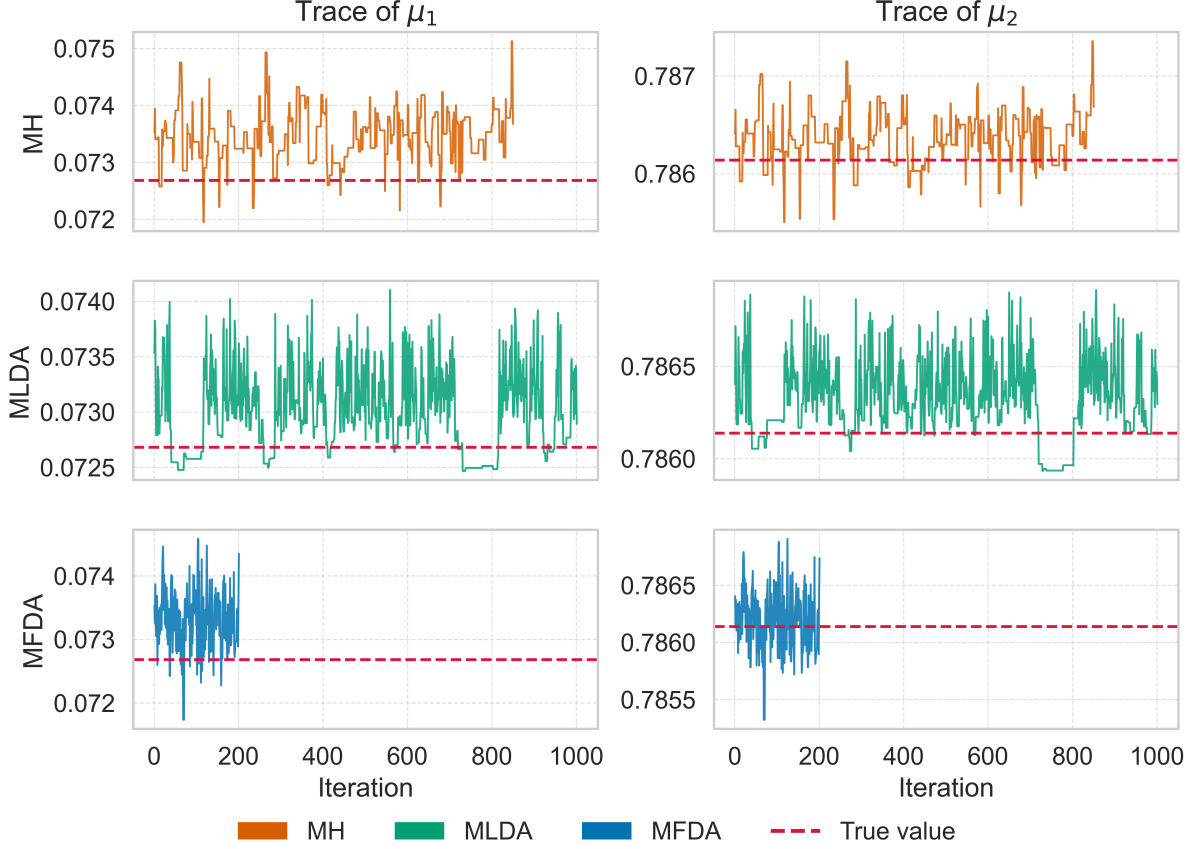 Trace of μ1
Trace of μ2
MH
0.075
0.074
0.073
0.072
0.787
0.786
MLDA
0.0740
0.0735
0.0730
0.0725
0.7865
0.7860
MFDA
0.074
0.073
0.072
0.7865
0.7860
0.7855
0 200 400 600 800 1000
0 200 400 600 800 1000
Iteration
Iteration
MH MLDA MFDA True value